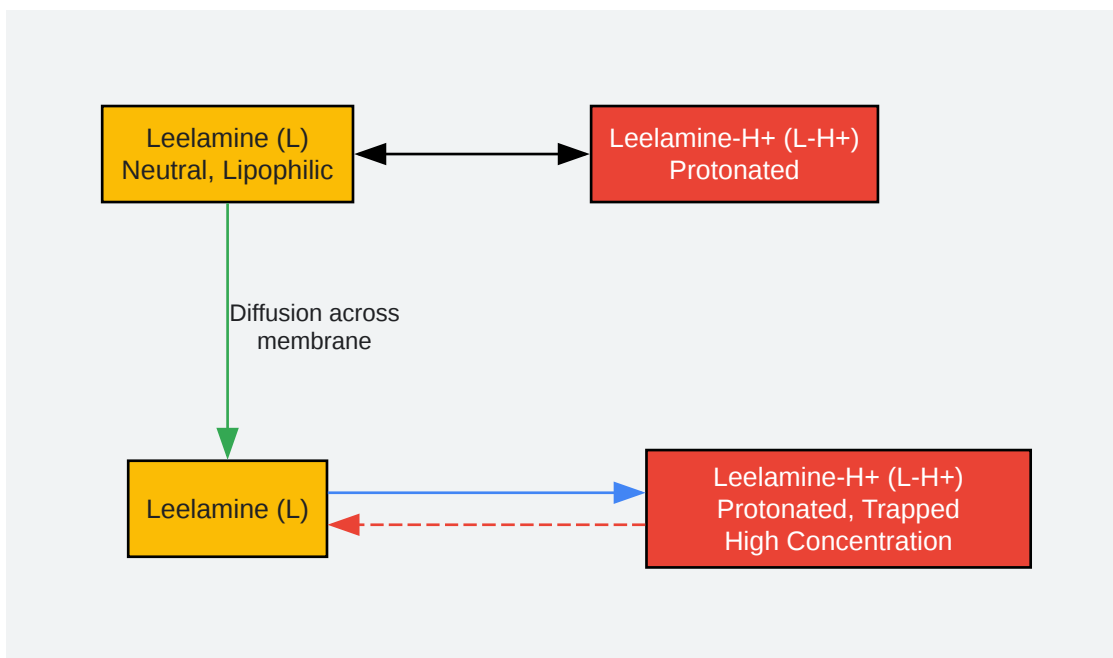 Leelamine (L)
Neutral, Lipophilic
Leelamine-H+ (L-H+)
Protonated
Diffusion across
membrane
Leelamine (L)
Leelamine-H+ (L-H+)
Protonated, Trapped
High Concentration